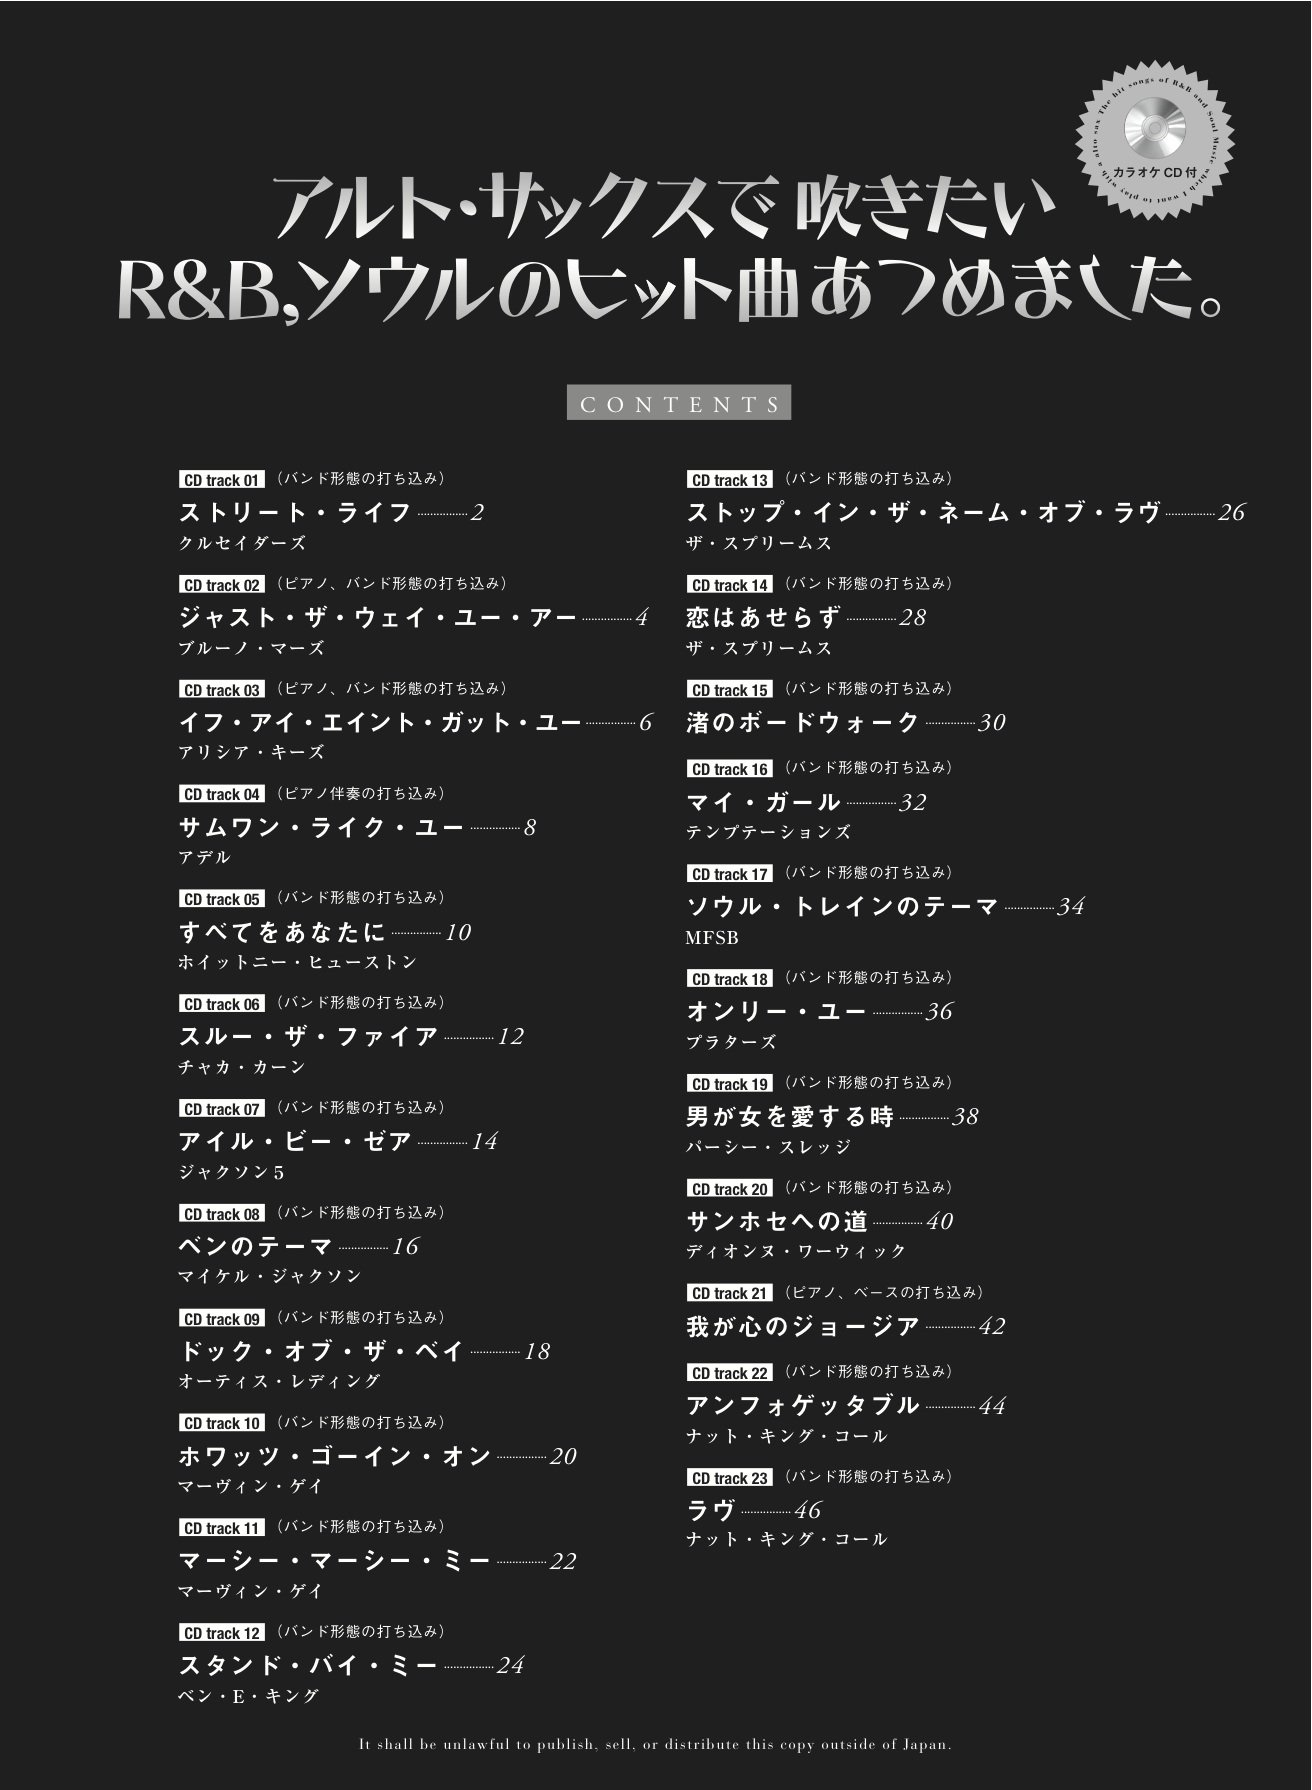 The hit songs of R&B and Soul Music which I want to play with a alto sax
カラオケCD付
アルト・サックスで吹きたい
R&B,ソウルのヒット曲あつめました。
CONTENTS
CD track 01（バンド形態の打ち込み）
ストリート・ライフ 2
クルセイダーズ
CD track 02（ピアノ、バンド形態の打ち込み）
ジャスト・ザ・ウェイ・ユー・アー 4
ブルーノ・マーズ
CD track 03（ピアノ、バンド形態の打ち込み）
イフ・アイ・エイント・ガット・ユー 6
アリシア・キーズ
CD track 04（ピアノ伴奏の打ち込み）
サムワン・ライク・ユー 8
アデル
CD track 05（バンド形態の打ち込み）
すべてをあなたに 10
ホイットニー・ヒューストン
CD track 06（バンド形態の打ち込み）
スルー・ザ・ファイア 12
チャカ・カーン
CD track 07（バンド形態の打ち込み）
アイル・ビー・ゼア 14
ジャクソン5
CD track 08（バンド形態の打ち込み）
ベンのテーマ 16
マイケル・ジャクソン
CD track 09（バンド形態の打ち込み）
ドック・オブ・ザ・ベイ 18
オーティス・レディング
CD track 10（バンド形態の打ち込み）
ホワッツ・ゴーイン・オン 20
マーヴィン・ゲイ
CD track 11（バンド形態の打ち込み）
マーシー・マーシー・ミー 22
マーヴィン・ゲイ
CD track 12（バンド形態の打ち込み）
スタンド・バイ・ミー 24
ベン・E・キング
CD track 13（バンド形態の打ち込み）
ストップ・イン・ザ・ネーム・オブ・ラヴ 26
ザ・スプリームス
CD track 14（バンド形態の打ち込み）
恋はあせらず 28
ザ・スプリームス
CD track 15（バンド形態の打ち込み）
渚のボードウォーク 30
CD track 16（バンド形態の打ち込み）
マイ・ガール 32
テンプテーションズ
CD track 17（バンド形態の打ち込み）
ソウル・トレインのテーマ 34
MFSB
CD track 18（バンド形態の打ち込み）
オンリー・ユー 36
プラターズ
CD track 19（バンド形態の打ち込み）
男が女を愛する時 38
パーシー・スレッジ
CD track 20（バンド形態の打ち込み）
サンホセへの道 40
ディオンヌ・ワーウィック
CD track 21（ピアノ、ベースの打ち込み）
我が心のジョージア 42
CD track 22（バンド形態の打ち込み）
アンフォゲッタブル 44
ナット・キング・コール
CD track 23（バンド形態の打ち込み）
ラヴ 46
ナット・キング・コール
It shall be unlawful to publish, sell, or distribute this copy outside of Japan.